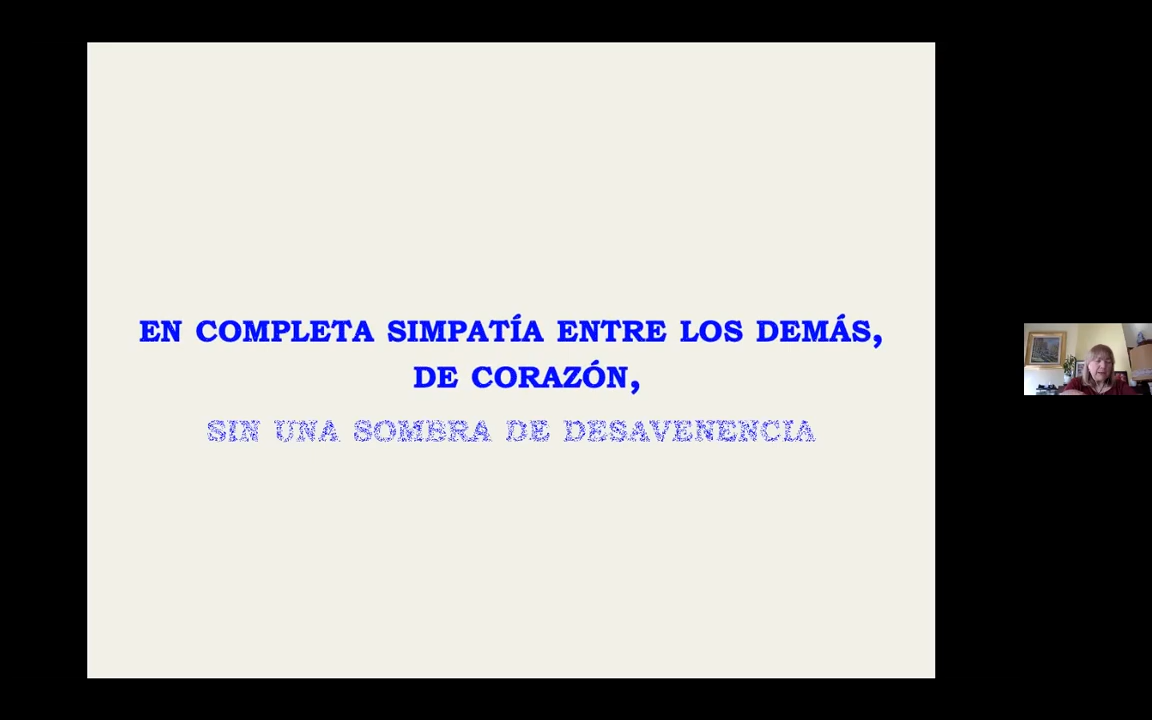 EN COMPLETA SIMPATÍA ENTRE LOS DEMÁS,
DE CORAZÓN,
SIN UNA SOMBRA DE DESAVENENCIA